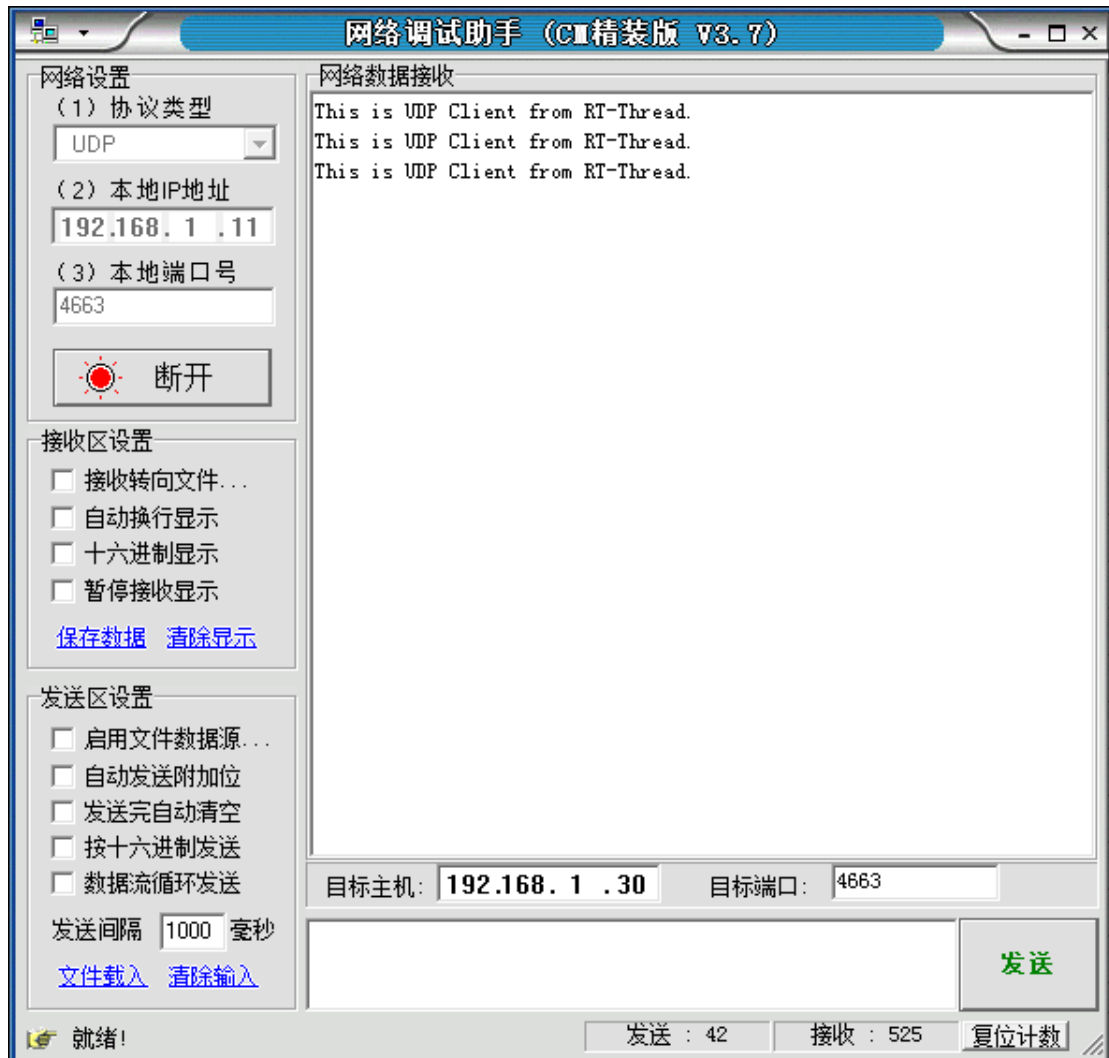 网络调试助手 (CM精装版 V3.7)
网络设置
(1) 协议类型
UDP
(2) 本地IP地址
192.168. 1 .11
(3) 本地端口号
4663
断开
接收区设置
接收转向文件...
自动换行显示
十六进制显示
暂停接收显示
保存数据 清除显示
发送区设置
启用文件数据源...
自动发送附加位
发送完自动清空
按十六进制发送
数据流循环发送
发送间隔 1000 毫秒
文件载入 清除输入
网络数据接收
This is UDP Client from RT-Thread.
This is UDP Client from RT-Thread.
This is UDP Client from RT-Thread.
目标主机: 192.168. 1 .30 目标端口: 4663
发送
就绪! 发送 : 42 接收 : 525 复位计数